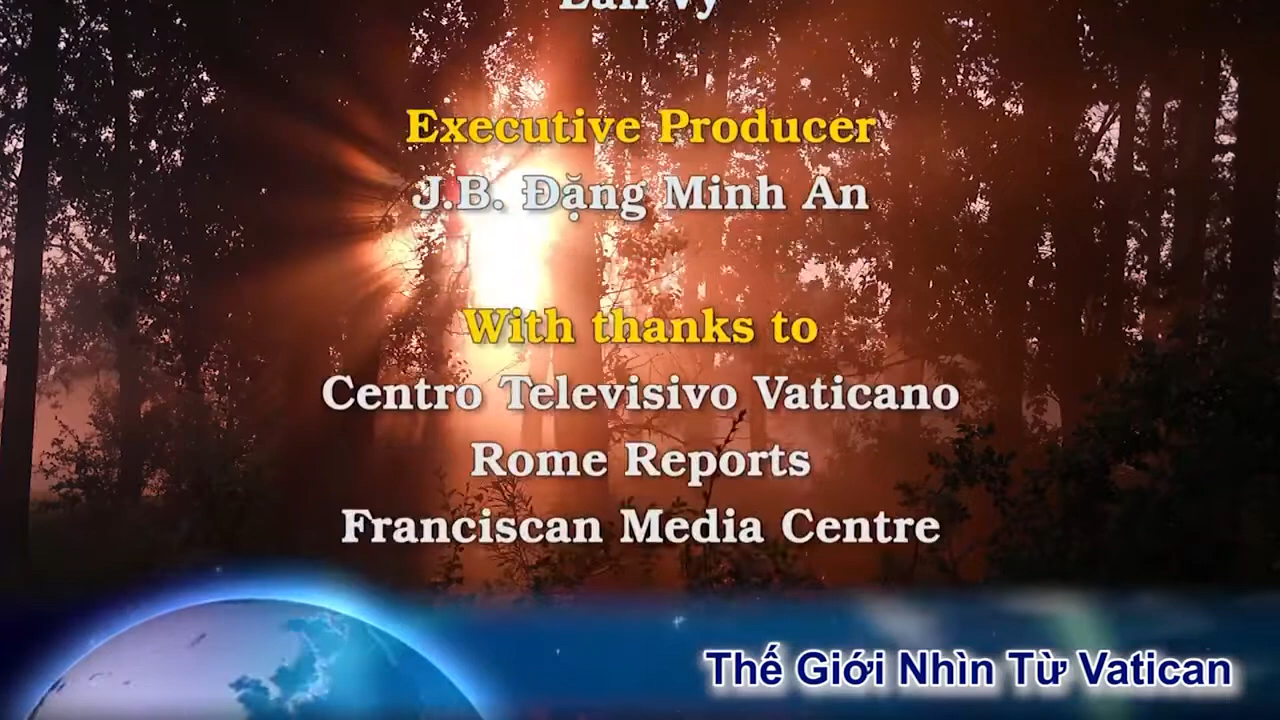 Executive Producer
J.B. Đặng Minh An
With thanks to
Centro Televisivo Vaticano
Rome Reports
Franciscan Media Centre
Thế Giới Nhìn Từ Vatican